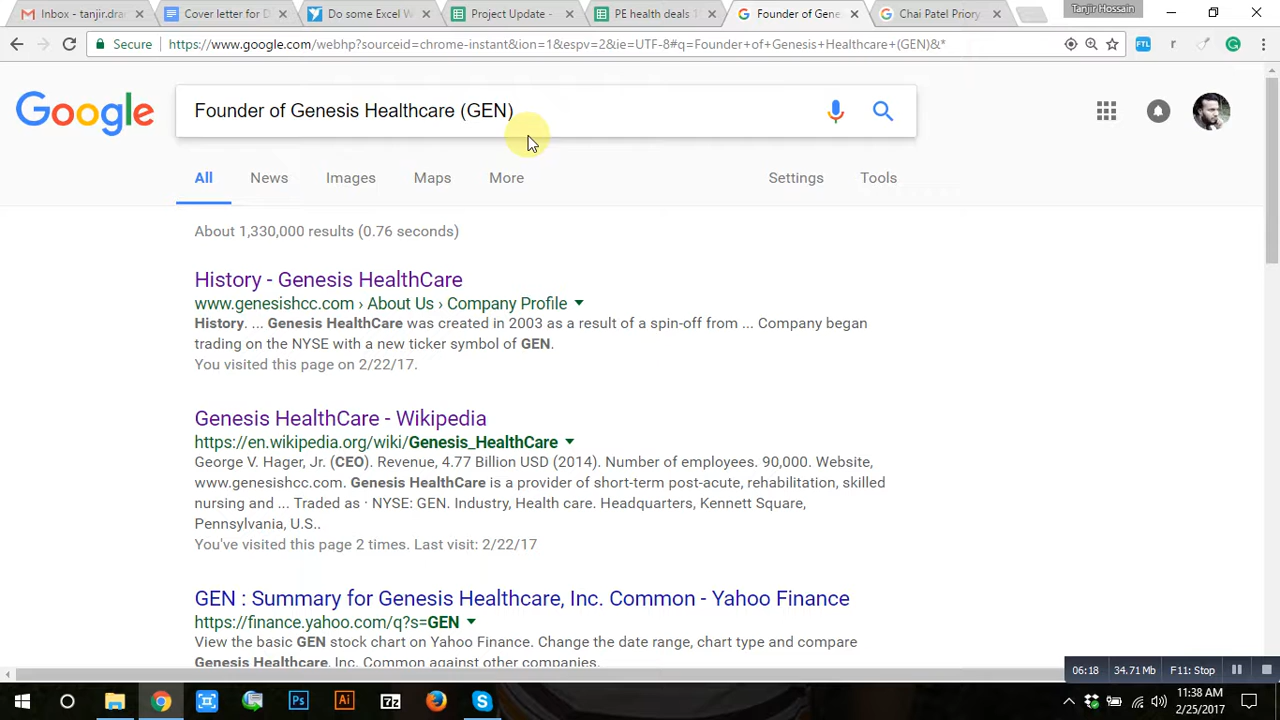 Inbox - tanjir.dra
Cover letter for D
Do some Excel W
Project Update -
PE health deals 1
Founder of Gene
Chai Patel Priory
Tanjir Hossain
Secure
https://www.google.com/webhp?sourceid=chrome-instant&ion=1&espv=2&ie=UTF-8#q=Founder+of+Genesis+Healthcare+(GEN)&*
FTL
r
Google
Founder of Genesis Healthcare (GEN)
All
News
Images
Maps
More
Settings
Tools
About 1,330,000 results (0.76 seconds)
History - Genesis HealthCare
www.genesishcc.com › About Us › Company Profile
History. ... Genesis HealthCare was created in 2003 as a result of a spin-off from ... Company began
trading on the NYSE with a new ticker symbol of GEN.
You visited this page on 2/22/17.
Genesis HealthCare - Wikipedia
https://en.wikipedia.org/wiki/Genesis_HealthCare
George V. Hager, Jr. (CEO). Revenue, 4.77 Billion USD (2014). Number of employees. 90,000. Website,
www.genesishcc.com. Genesis HealthCare is a provider of short-term post-acute, rehabilitation, skilled
nursing and ... Traded as · NYSE: GEN. Industry, Health care. Headquarters, Kennett Square,
Pennsylvania, U.S..
You've visited this page 2 times. Last visit: 2/22/17
GEN : Summary for Genesis Healthcare, Inc. Common - Yahoo Finance
https://finance.yahoo.com/q?s=GEN
View the basic GEN stock chart on Yahoo Finance. Change the date range, chart type and compare
Genesis Healthcare, Inc. Common against other companies.
06:18
34.71 MB
F11: Stop
Ps
Ai
7z
11:38 AM
2/25/2017